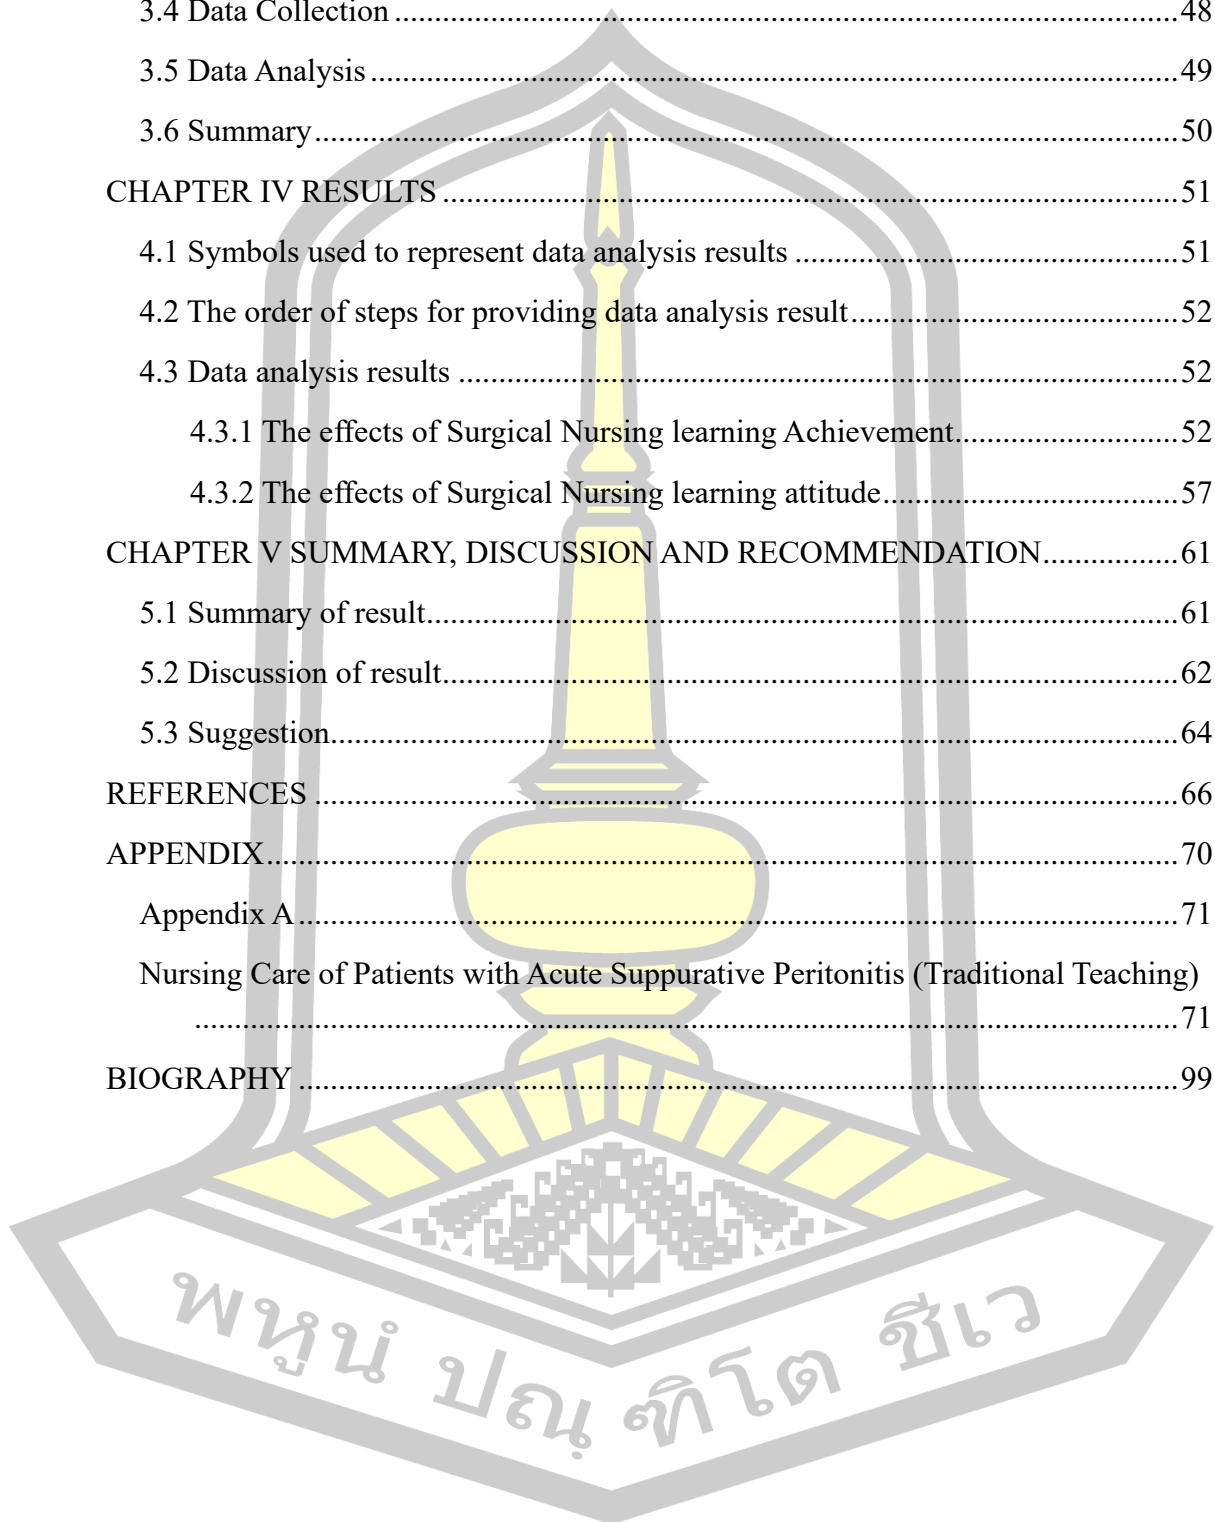 3.4 Data Collection ........................................................................................................ 48
3.5 Data Analysis ........................................................................................................... 49
3.6 Summary .................................................................................................................. 50
CHAPTER IV RESULTS .................................................................................................. 51
4.1 Symbols used to represent data analysis results ..................................................... 51
4.2 The order of steps for providing data analysis result .............................................. 52
4.3 Data analysis results ................................................................................................ 52
4.3.1 The effects of Surgical Nursing learning Achievement .................................. 52
4.3.2 The effects of Surgical Nursing learning attitude ........................................... 57
CHAPTER V SUMMARY, DISCUSSION AND RECOMMENDATION ........................ 61
5.1 Summary of result .................................................................................................... 61
5.2 Discussion of result .................................................................................................. 62
5.3 Suggestion ................................................................................................................ 64
REFERENCES .................................................................................................................. 66
APPENDIX ........................................................................................................................ 70
Appendix A .................................................................................................................... 71
Nursing Care of Patients with Acute Suppurative Peritonitis (Traditional Teaching)
.............................................................................................................................. 71
BIOGRAPHY .................................................................................................................... 99
พหูนํ ปณฺฑิโต ชีเว